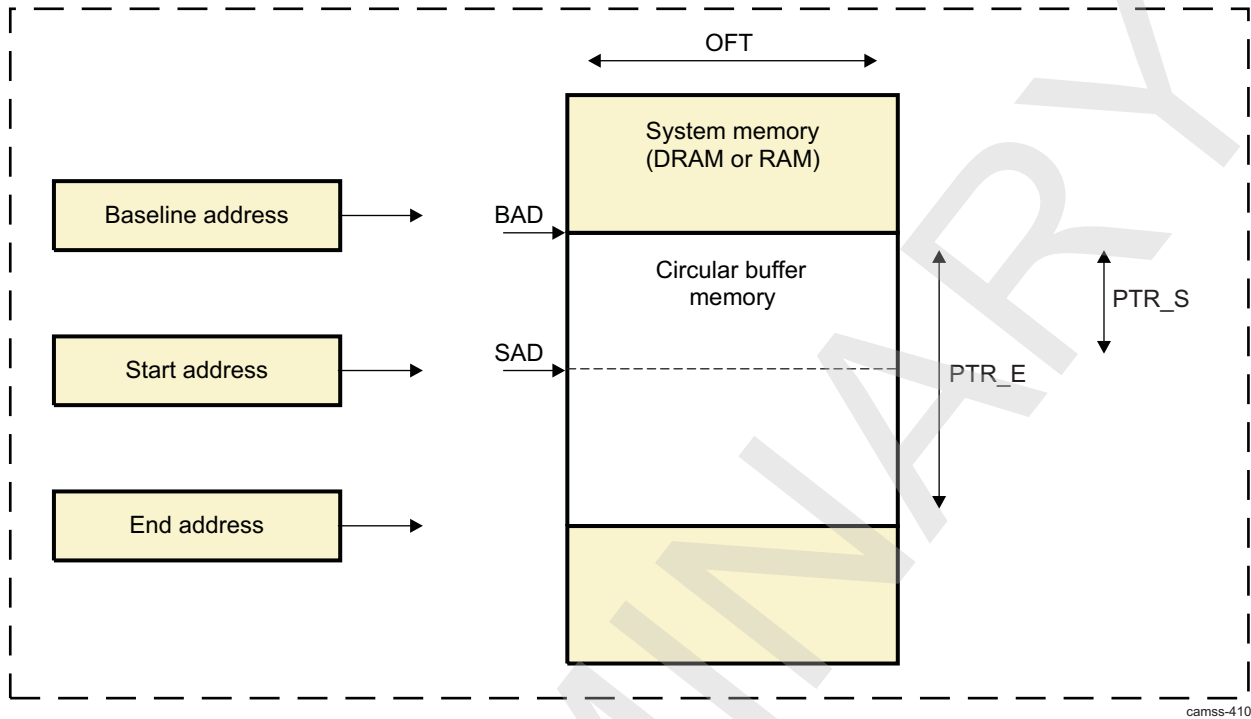 OFT
System memory
(DRAM or RAM)
Baseline address
BAD
Circular buffer
memory
PTR_S
Start address
SAD
PTR_E
End address
MINARY
camss-410